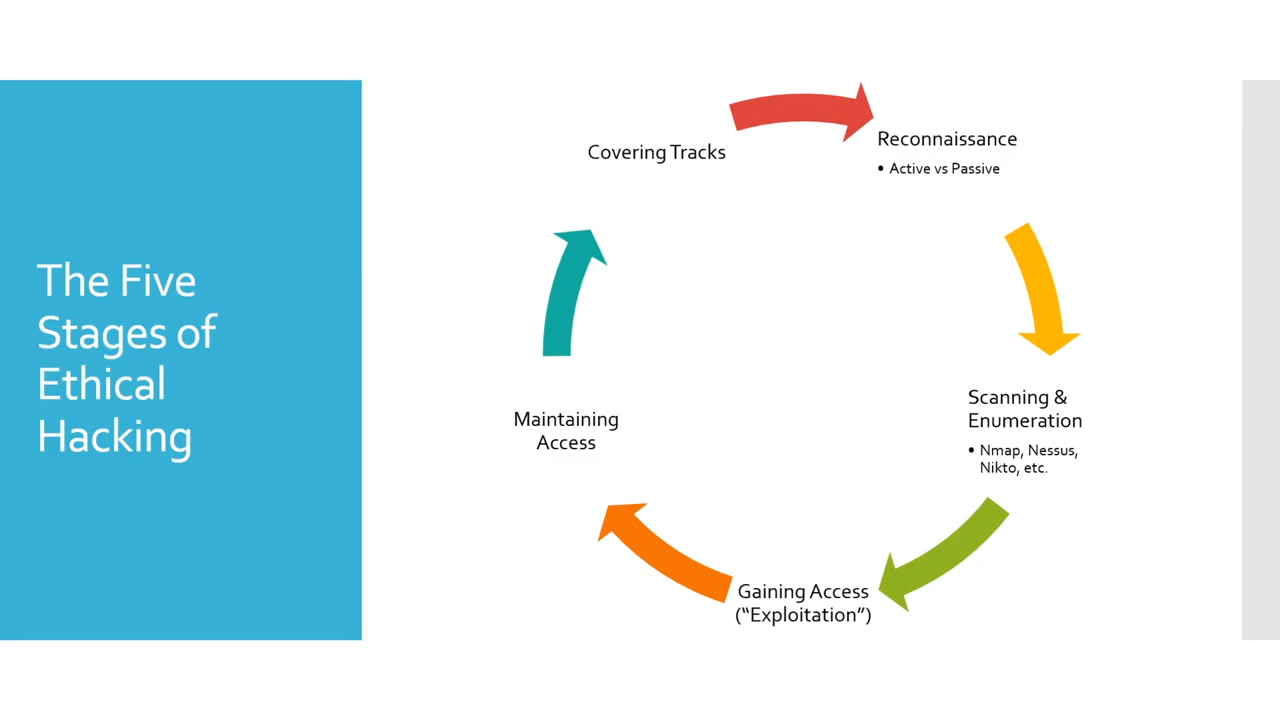 The Five
Stages of
Ethical
Hacking
Reconnaissance
• Active vs Passive
Scanning &
Enumeration
• Nmap, Nessus,
Nikto, etc.
Gaining Access
(“Exploitation”)
Maintaining
Access
Covering Tracks